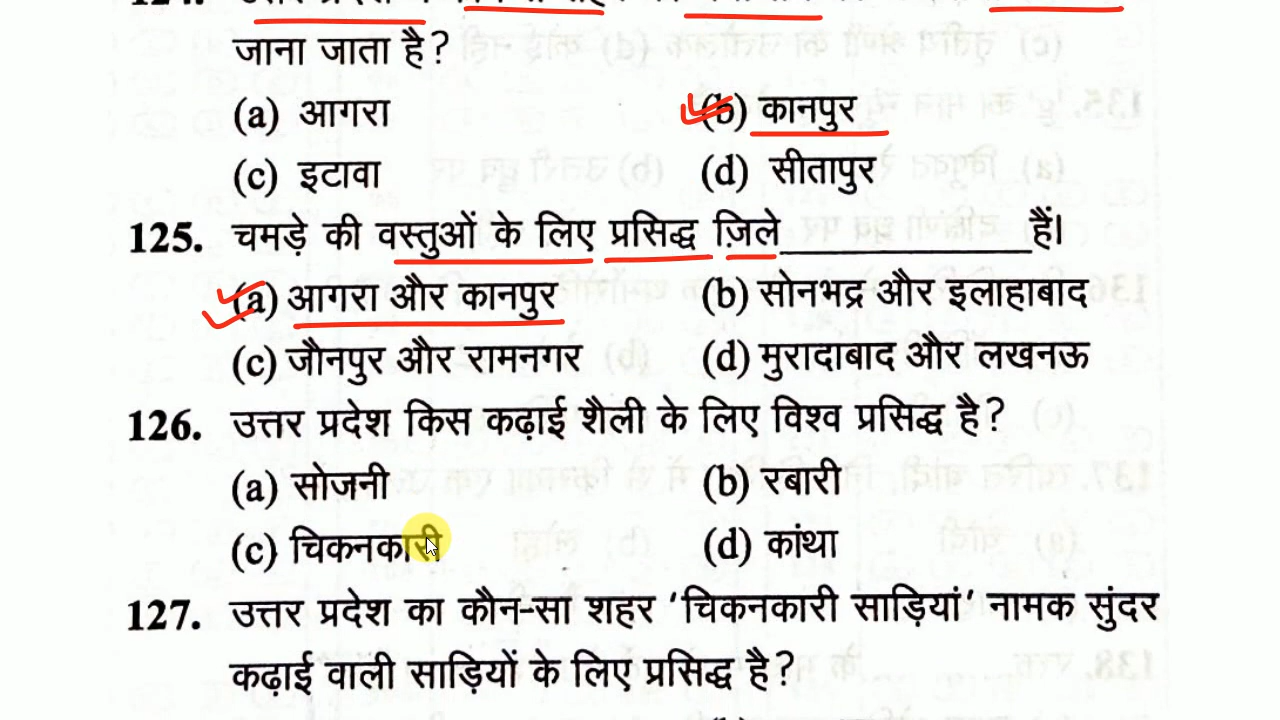 जाना जाता है?
(a) आगरा (b) कानपुर
(c) इटावा (d) सीतापुर
125. चमड़े की वस्तुओं के लिए प्रसिद्ध ज़िले____________हैं।
(a) आगरा और कानपुर (b) सोनभद्र और इलाहाबाद
(c) जौनपुर और रामनगर (d) मुरादाबाद और लखनऊ
126. उत्तर प्रदेश किस कढ़ाई शैली के लिए विश्व प्रसिद्ध है?
(a) सोजनी (b) रबारी
(c) चिकनकारी (d) कांथा
127. उत्तर प्रदेश का कौन-सा शहर 'चिकनकारी साड़ियां' नामक सुंदर
कढ़ाई वाली साड़ियों के लिए प्रसिद्ध है?